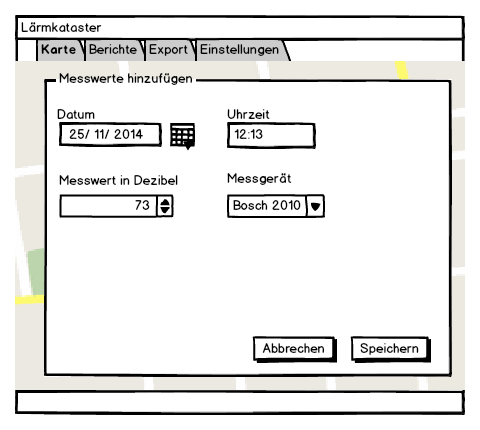 Lärmkataster
Karte Berichte Export Einstellungen
Messwerte hinzufügen
Datum Uhrzeit
25/ 11/ 2014 12:13
Messwert in Dezibel Messgerät
73 Bosch 2010
Abbrechen Speichern